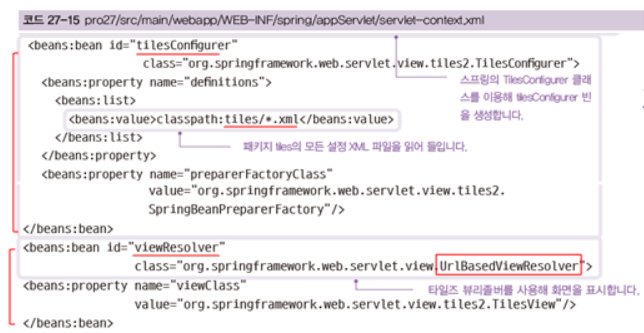 코드 27-15 pro27/src/main/webapp/WEB-INF/spring/appServlet/servlet-context.xml
<beans:bean id="tilesConfigurer"
class="org.springframework.web.servlet.view.tiles2.TilesConfigurer">
<beans:property name="definitions">
스프링의 TilesConfigurer 클래
<beans:list>
스를 이용해 tilesConfigurer 빈
<beans:value>classpath:tiles/*.xml</beans:value>
을 생성합니다.
</beans:list>
패키지 tiles의 모든 설정 XML 파일을 읽어 들입니다.
</beans:property>
<beans:property name="preparerFactoryClass"
value="org.springframework.web.servlet.view.tiles2.
SpringBeanPreparerFactory"/>
</beans:bean>
<beans:bean id="viewResolver"
class="org.springframework.web.servlet.view.UrlBasedViewResolver">
<beans:property name="viewClass"
타일즈 뷰리졸버를 사용해 화면을 표시합니다.
value="org.springframework.web.servlet.view.tiles2.TilesView"/>
</beans:bean>